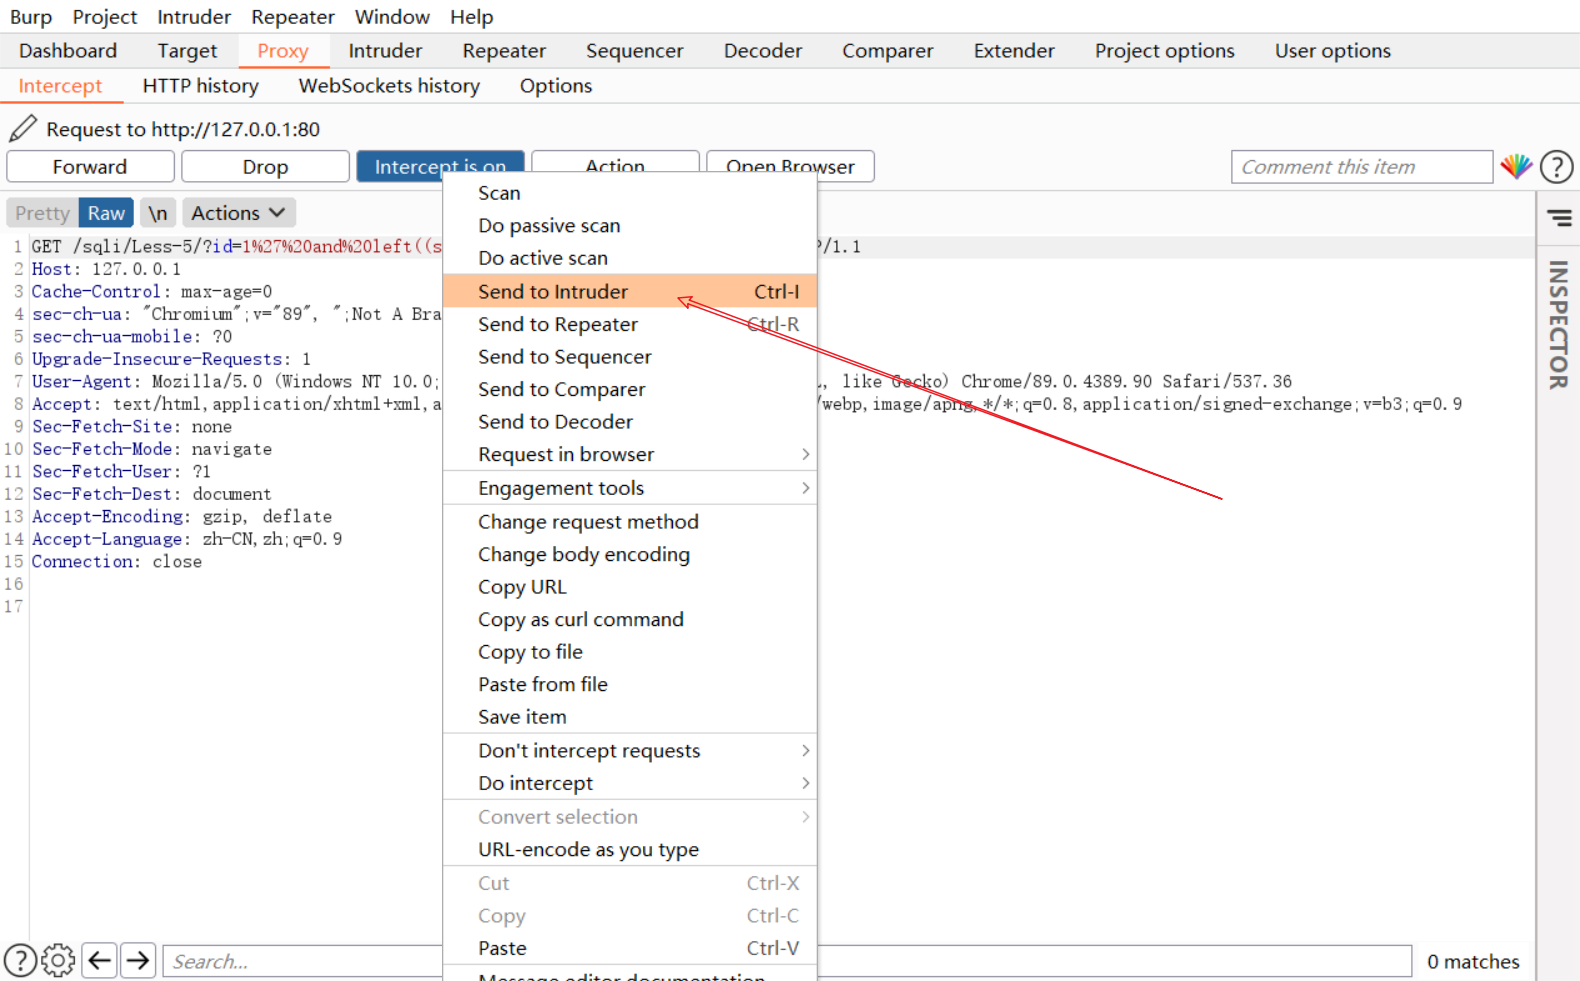 Burp Project Intruder Repeater Window Help
Dashboard Target Proxy Intruder Repeater Sequencer Decoder Comparer Extender Project options User options
Intercept HTTP history WebSockets history Options
Request to http://127.0.0.1:80
Forward Drop Intercept is on Action Open Browser Comment this item
Pretty Raw \n Actions
1 GET /sqli/Less-5/?id=1%27%20and%20left((s
/1.1
2 Host: 127.0.0.1
3 Cache-Control: max-age=0
4 sec-ch-ua: "Chromium";v="89", ";Not A Bra
5 sec-ch-ua-mobile: ?0
6 Upgrade-Insecure-Requests: 1
7 User-Agent: Mozilla/5.0 (Windows NT 10.0;
, like Gecko) Chrome/89.0.4389.90 Safari/537.36
8 Accept: text/html,application/xhtml+xml,a
/webp,image/apng,*/*;q=0.8,application/signed-exchange;v=b3;q=0.9
9 Sec-Fetch-Site: none
10 Sec-Fetch-Mode: navigate
11 Sec-Fetch-User: ?1
12 Sec-Fetch-Dest: document
13 Accept-Encoding: gzip, deflate
14 Accept-Language: zh-CN,zh;q=0.9
15 Connection: close
16
17
Scan
Do passive scan
Do active scan
Send to Intruder Ctrl-I
Send to Repeater Ctrl-R
Send to Sequencer
Send to Comparer
Send to Decoder
Request in browser
Engagement tools
Change request method
Change body encoding
Copy URL
Copy as curl command
Copy to file
Paste from file
Save item
Don't intercept requests
Do intercept
Convert selection
URL-encode as you type
Cut Ctrl-X
Copy Ctrl-C
Paste Ctrl-V
Message editor documentation
INSPECTOR
Search...
0 matches